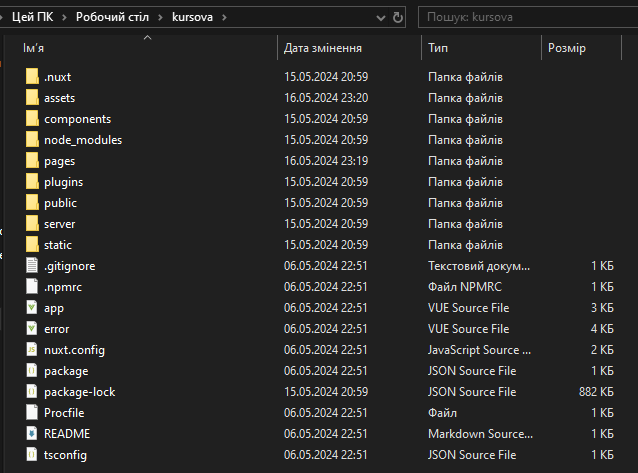 Цей ПК > Робочий стіл > kursova
Пошук: kursova
Ім'я Дата змінення Тип Розмір
.nuxt 15.05.2024 20:59 Папка файлів
assets 16.05.2024 23:20 Папка файлів
components 15.05.2024 20:59 Папка файлів
node_modules 15.05.2024 20:59 Папка файлів
pages 16.05.2024 23:19 Папка файлів
plugins 15.05.2024 20:59 Папка файлів
public 15.05.2024 20:59 Папка файлів
server 15.05.2024 20:59 Папка файлів
static 15.05.2024 20:59 Папка файлів
.gitignore 06.05.2024 22:51 Текстовий докум... 1 КБ
.npmrc 06.05.2024 22:51 Файл NPMRC 1 КБ
app 06.05.2024 22:51 VUE Source File 3 КБ
error 06.05.2024 22:51 VUE Source File 4 КБ
nuxt.config 06.05.2024 22:51 JavaScript Source ... 2 КБ
package 06.05.2024 22:51 JSON Source File 1 КБ
package-lock 15.05.2024 20:59 JSON Source File 882 КБ
Procfile 06.05.2024 22:51 Файл 1 КБ
README 06.05.2024 22:51 Markdown Source... 1 КБ
tsconfig 06.05.2024 22:51 JSON Source File 1 КБ